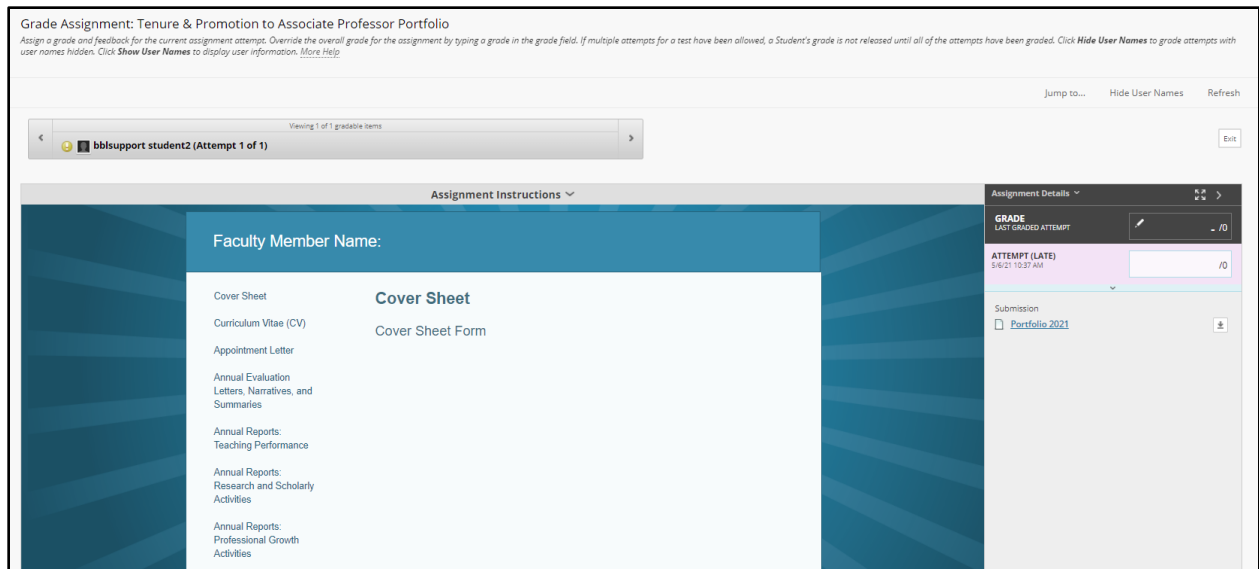 Grade Assignment: Tenure & Promotion to Associate Professor Portfolio
Assign a grade and feedback for the current assignment attempt. Override the overall grade for the assignment by typing a grade in the grade field. If multiple attempts for a test have been allowed, a Student's grade is not released until all of the attempts have been graded. Click Hide User Names to grade attempts with
user names hidden. Click Show User Names to display user information. More Help
Jump to... Hide User Names Refresh
Viewing 1 of 1 gradable items
bblsupport student2 (Attempt 1 of 1)
Exit
Assignment Instructions
Faculty Member Name:
Cover Sheet
Curriculum Vitae (CV)
Appointment Letter
Annual Evaluation
Letters, Narratives, and
Summaries
Annual Reports:
Teaching Performance
Annual Reports:
Research and Scholarly
Activities
Annual Reports:
Professional Growth
Activities
Cover Sheet
Cover Sheet Form
Assignment Details
GRADE
LAST GRADED ATTEMPT
- /0
ATTEMPT (LATE)
5/6/21 10:37 AM
/0
Submission
Portfolio 2021